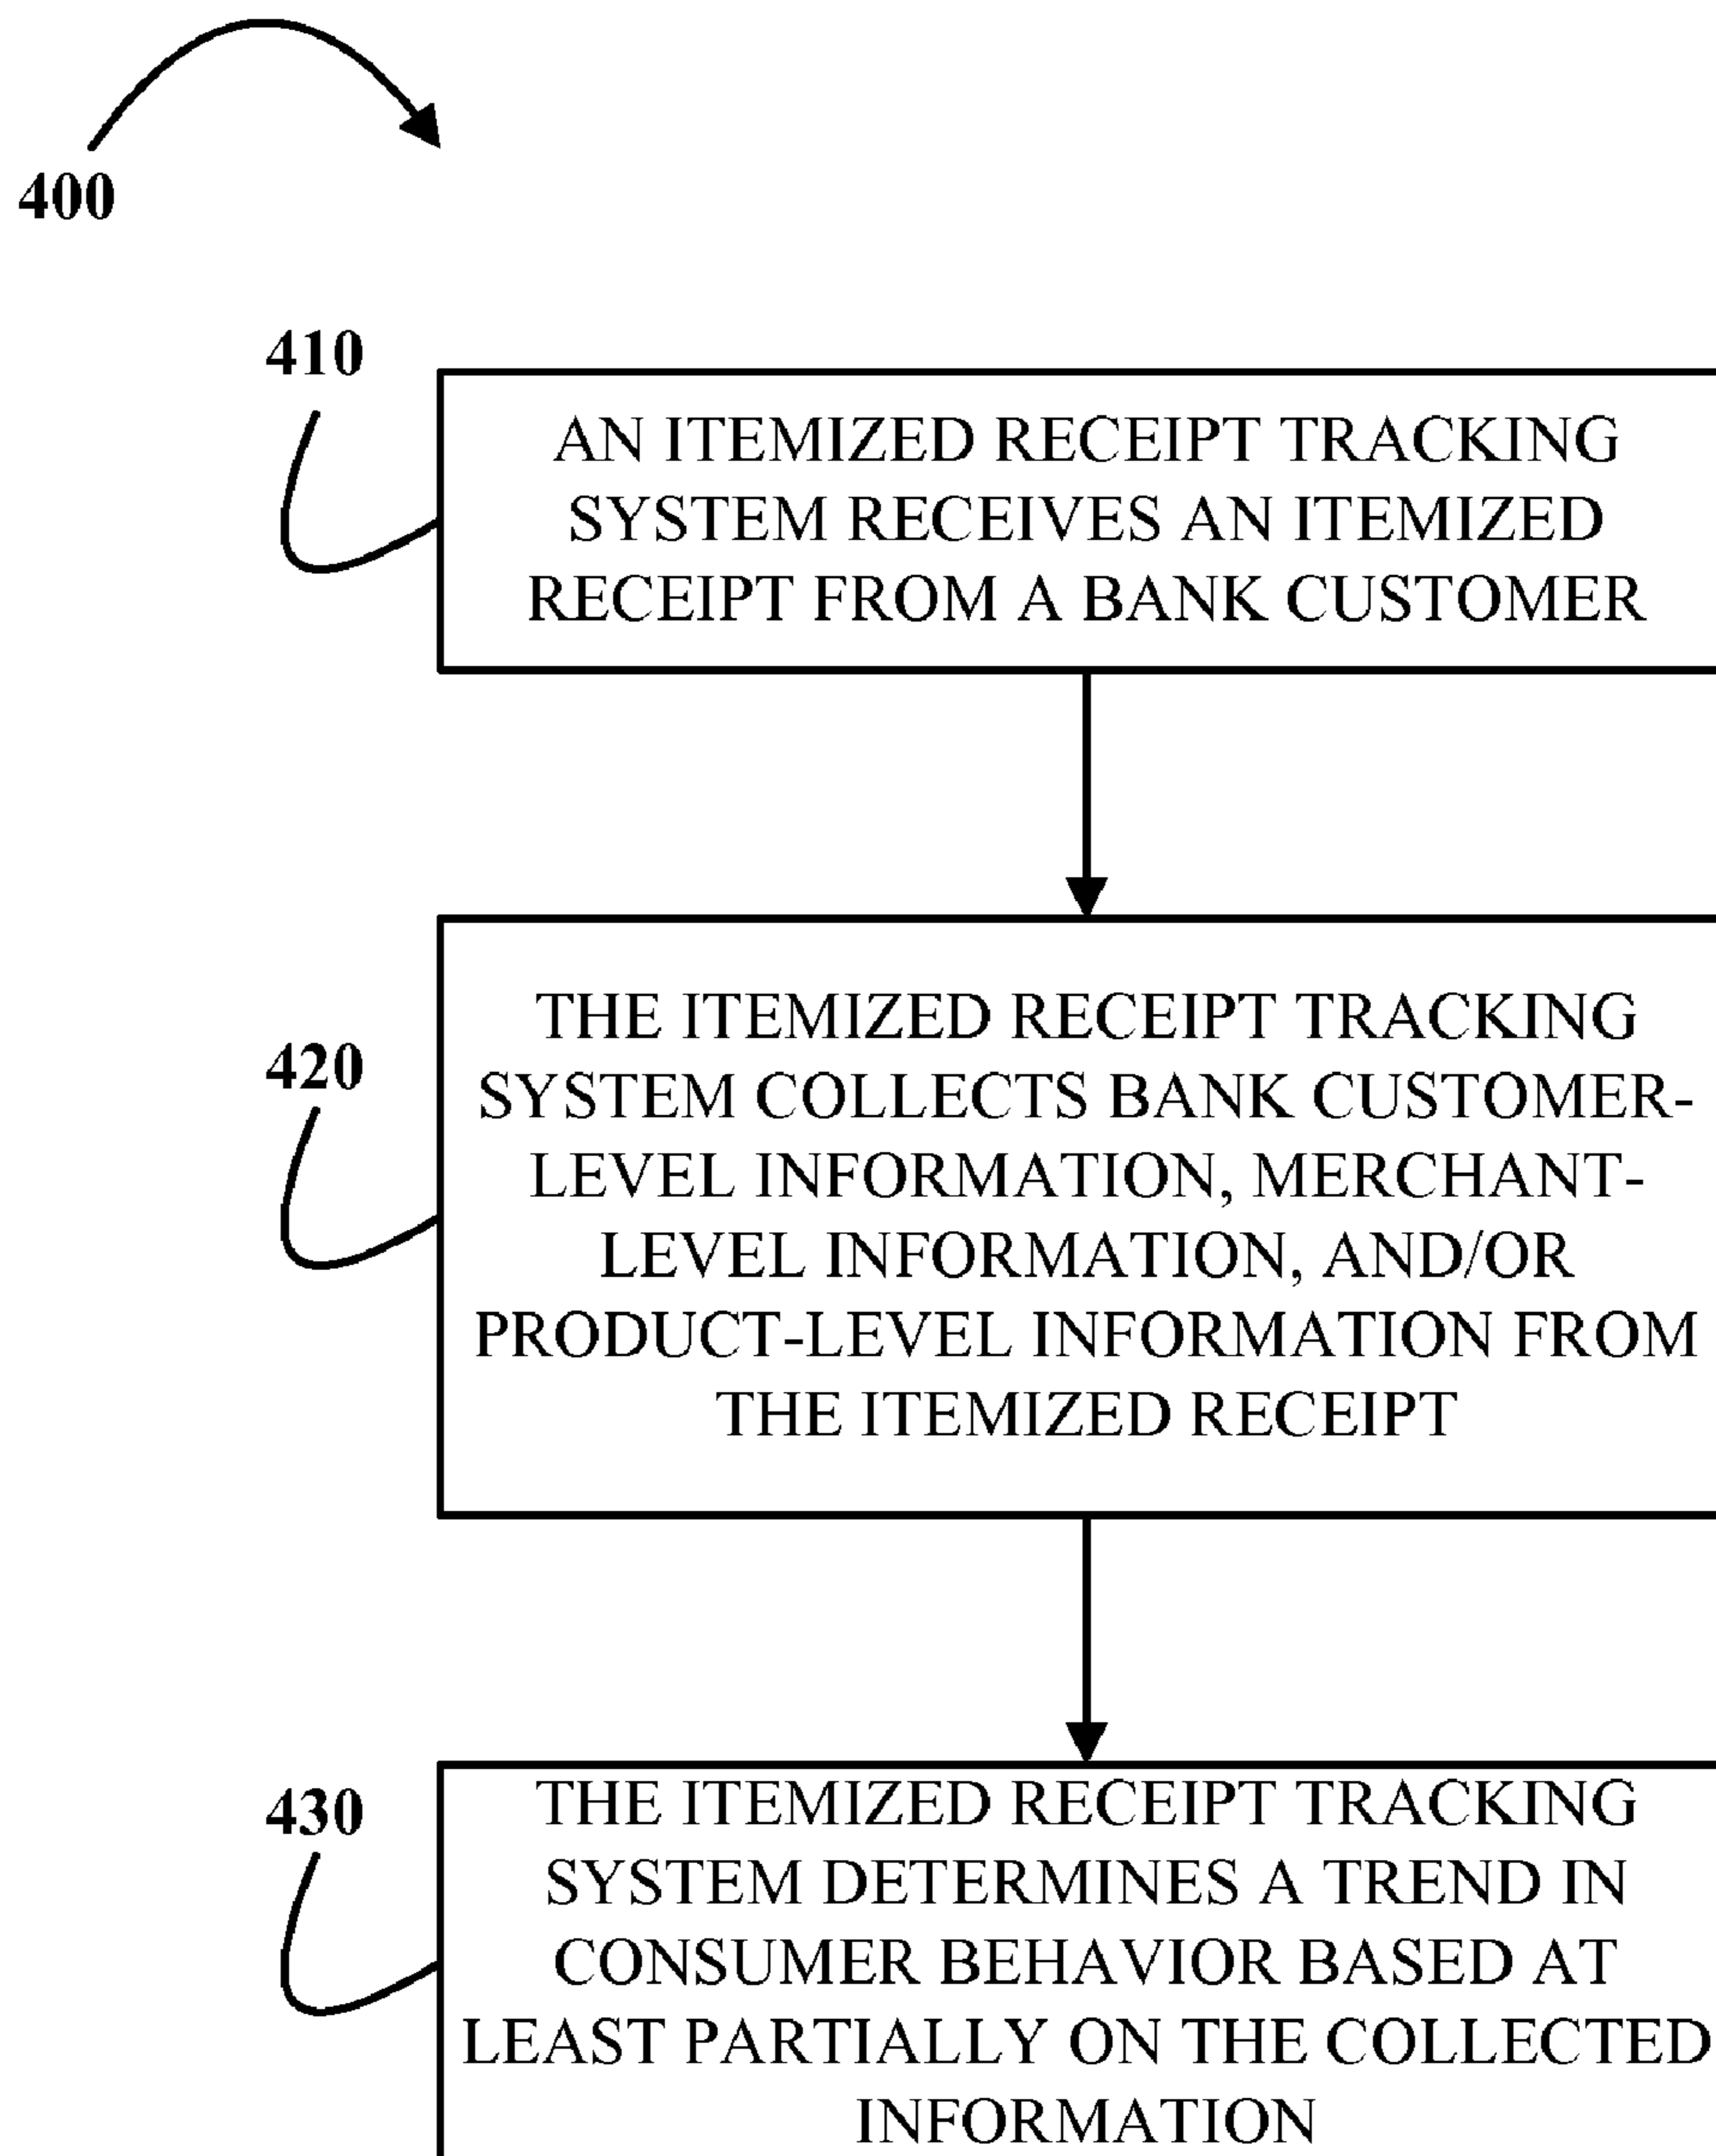 400
410
AN ITEMIZED RECEIPT TRACKING
SYSTEM RECEIVES AN ITEMIZED
RECEIPT FROM A BANK CUSTOMER
420
THE ITEMIZED RECEIPT TRACKING
SYSTEM COLLECTS BANK CUSTOMER-
LEVEL INFORMATION, MERCHANT-
LEVEL INFORMATION, AND/OR
PRODUCT-LEVEL INFORMATION FROM
THE ITEMIZED RECEIPT
430
THE ITEMIZED RECEIPT TRACKING
SYSTEM DETERMINES A TREND IN
CONSUMER BEHAVIOR BASED AT
LEAST PARTIALLY ON THE COLLECTED
INFORMATION